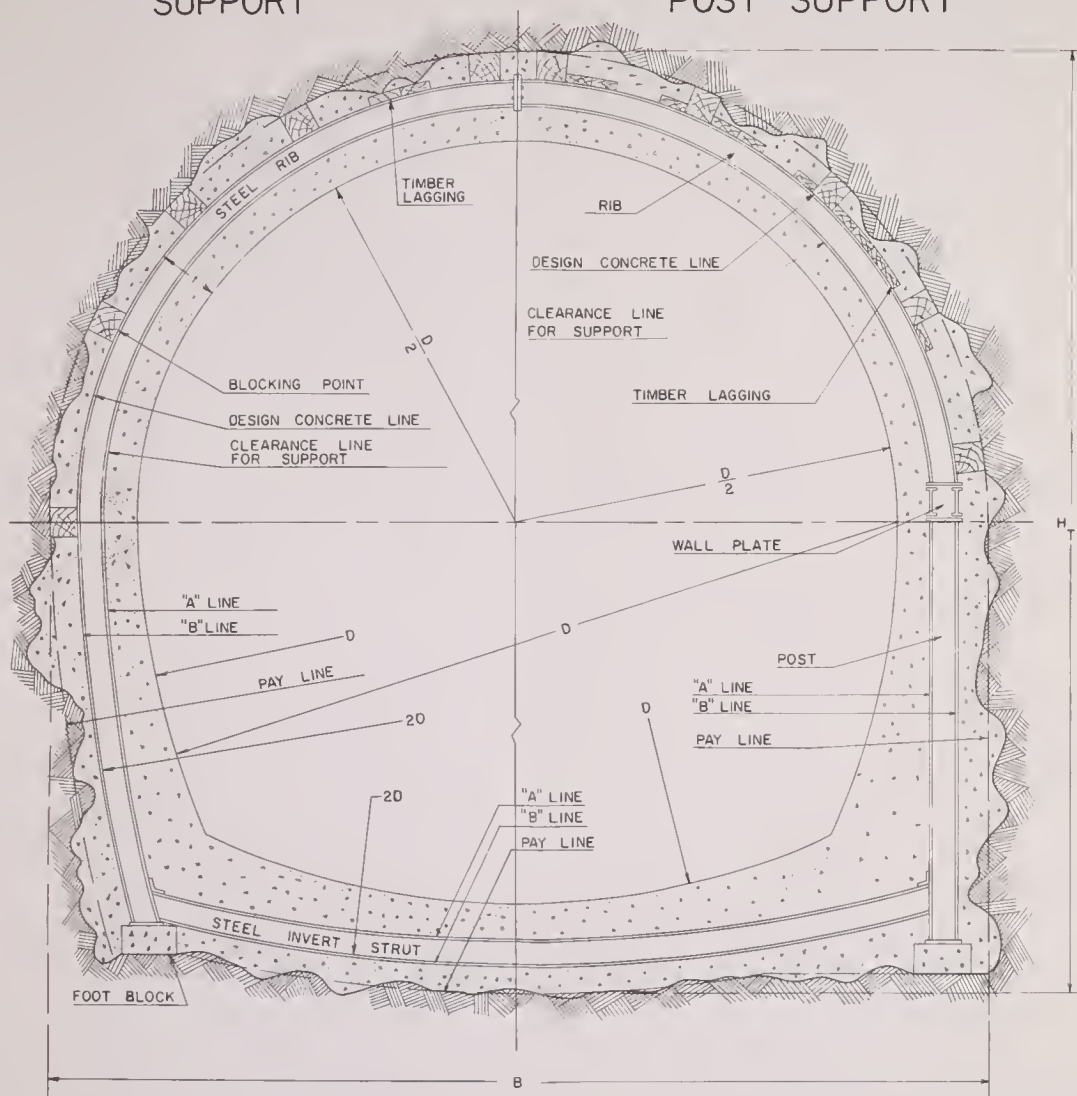 SUPPORT
POST SUPPORT
STEEL RIB
TIMBER
LAGGING
RIB
DESIGN CONCRETE LINE
CLEARANCE LINE
FOR SUPPORT
D/2
BLOCKING POINT
TIMBER LAGGING
DESIGN CONCRETE LINE
CLEARANCE LINE
FOR SUPPORT
D/2
H_T
WALL PLATE
"A" LINE
"B" LINE
D
D
POST
PAY LINE
"A" LINE
"B" LINE
2D
D
PAY LINE
2D
"A" LINE
"B" LINE
PAY LINE
STEEL INVERT STRUT
FOOT BLOCK
B